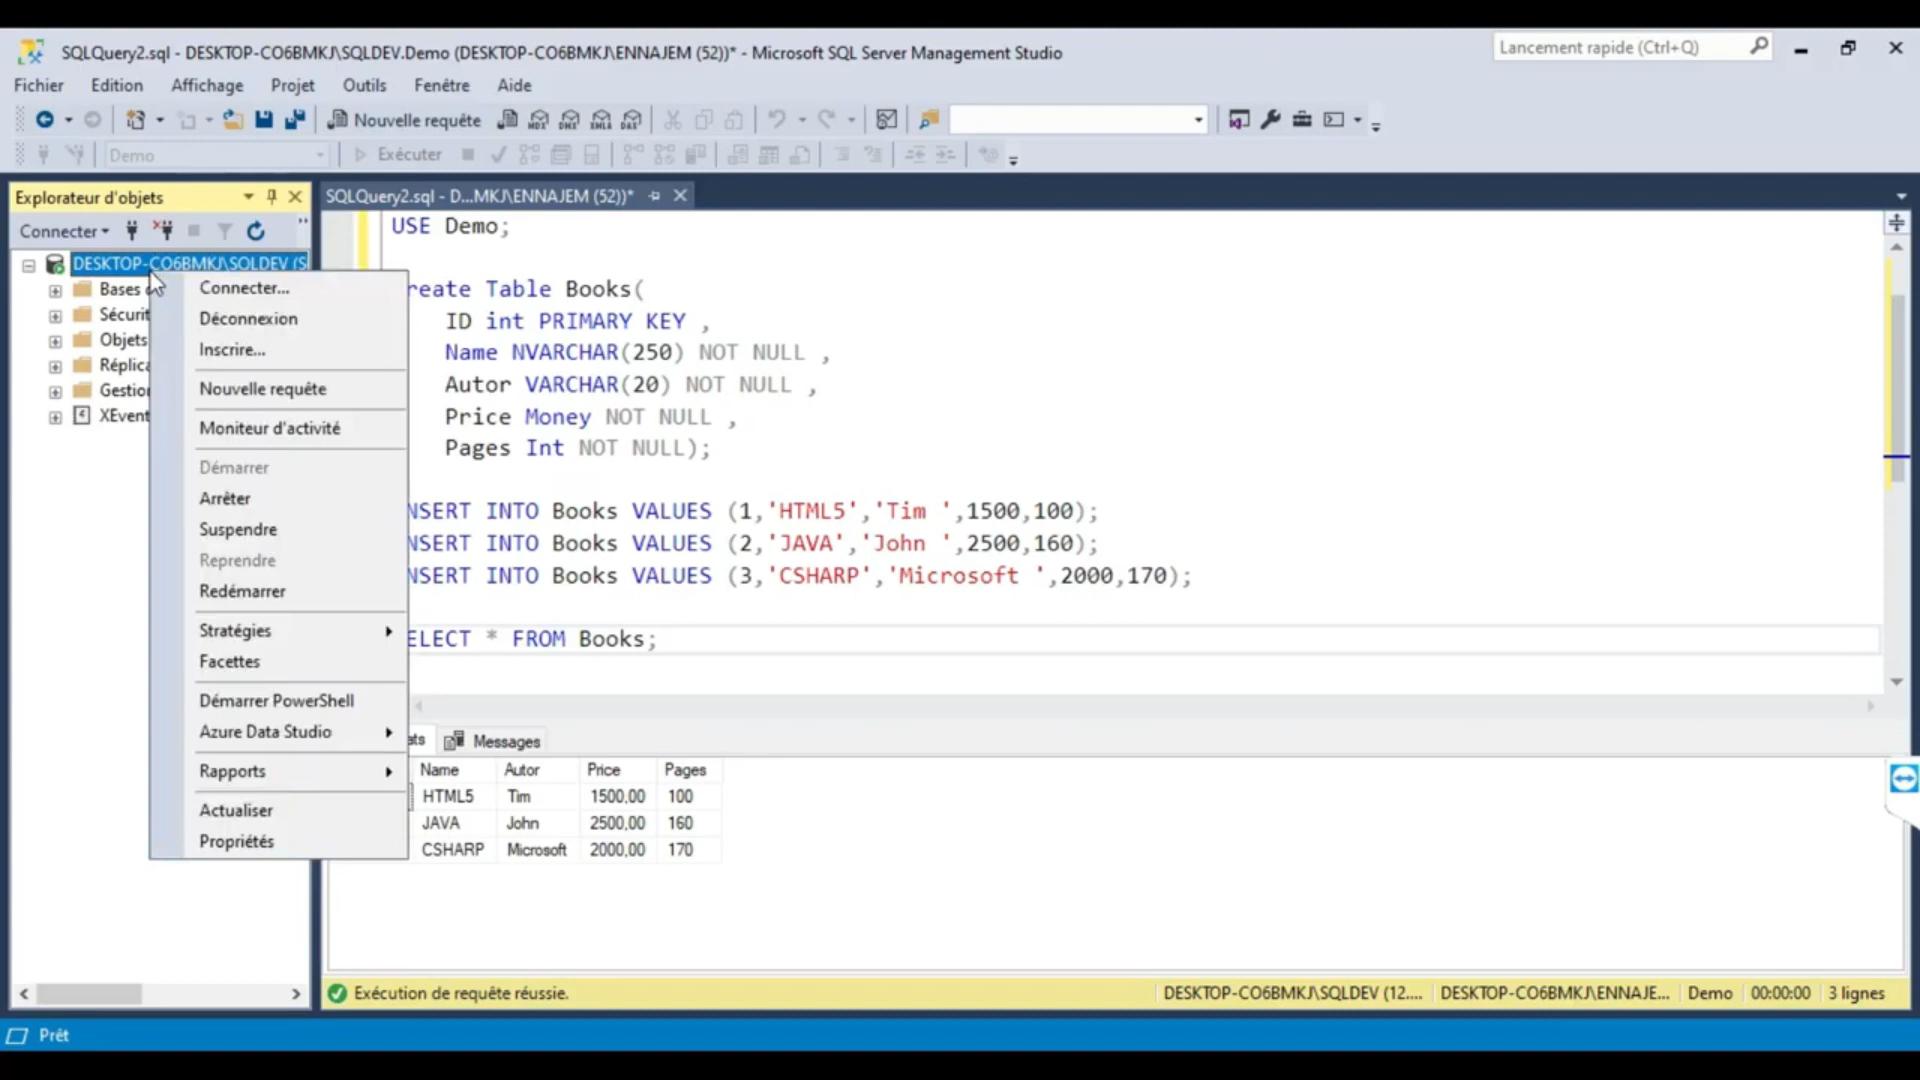 SQLQuery2.sql - DESKTOP-CO6BMKJ\SQLDEV.Demo (DESKTOP-CO6BMKJ\ENNAJEM (52))* - Microsoft SQL Server Management Studio
Lancement rapide (Ctrl+Q)
Fichier Edition Affichage Projet Outils Fenêtre Aide
Nouvelle requête MDX DMX XMLA DAX
Demo Exécuter
Explorateur d'objets
SQLQuery2.sql - D...MKJ\ENNAJEM (52))*
Connecter
DESKTOP-CO6BMKJ\SQLDEV (S
Bases
Sécurit
Objets
Réplica
Gestion
XEvent
Connecter...
Déconnexion
Inscrire...
Nouvelle requête
Moniteur d'activité
Démarrer
Arrêter
Suspendre
Reprendre
Redémarrer
Stratégies
Facettes
Démarrer PowerShell
Azure Data Studio
Rapports
Actualiser
Propriétés
USE Demo;
reate Table Books(
ID int PRIMARY KEY ,
Name NVARCHAR(250) NOT NULL ,
Autor VARCHAR(20) NOT NULL ,
Price Money NOT NULL ,
Pages Int NOT NULL);
NSERT INTO Books VALUES (1,'HTML5','Tim ',1500,100);
NSERT INTO Books VALUES (2,'JAVA','John ',2500,160);
NSERT INTO Books VALUES (3,'CSHARP','Microsoft ',2000,170);
ELECT * FROM Books;
ats Messages
Name Autor Price Pages
HTML5 Tim 1500,00 100
JAVA John 2500,00 160
CSHARP Microsoft 2000,00 170
Exécution de requête réussie. DESKTOP-CO6BMKJ\SQLDEV (12.... DESKTOP-CO6BMKJ\ENNAJE... Demo 00:00:00 3 lignes
Prêt